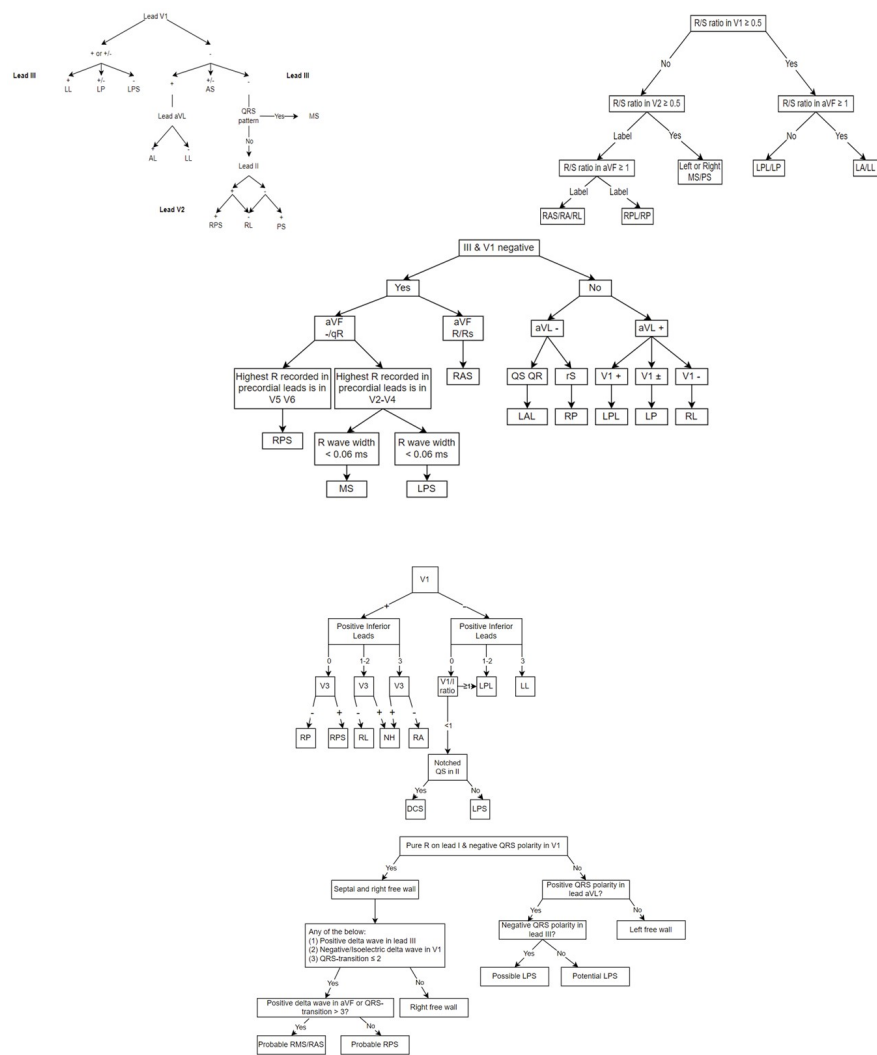 Lead V1
+ or +/-
-
Lead III
+
+/-
-
LL
LP
LPS
+
+/-
-
AS
Lead III
Lead aVL
+
-
AL
LL
QRS
pattern
Yes
MS
No
Lead II
+
-
Lead V2
+
-
+
RPS
RL
PS
R/S ratio in V1 ≥ 0.5
No
Yes
R/S ratio in V2 ≥ 0.5
R/S ratio in aVF ≥ 1
Label
Yes
No
Yes
R/S ratio in aVF ≥ 1
Left or Right
MS/PS
LPL/LP
LA/LL
Label
Label
RAS/RA/RL
RPL/RP
III & V1 negative
Yes
No
aVF
-/qR
aVF
R/Rs
aVL -
aVL +
Highest R recorded in
precordial leads is in
V5 V6
Highest R recorded in
precordial leads is in
V2-V4
RAS
QS QR
rS
V1 +
V1 ±
V1 -
LAL
RP
LPL
LP
RL
RPS
R wave width
< 0.06 ms
R wave width
< 0.06 ms
MS
LPS
V1
+
-
Positive Inferior
Leads
Positive Inferior
Leads
0
1-2
3
0
1-2
3
V3
V3
V3
V1/I
ratio
≥1
LPL
LL
-
+
-
+
+
-
RP
RPS
RL
NH
RA
<1
Notched
QS in II
Yes
No
DCS
LPS
Pure R on lead I & negative QRS polarity in V1
Yes
No
Septal and right free wall
Positive QRS polarity in
lead aVL?
Yes
No
Any of the below:
(1) Positive delta wave in lead III
(2) Negative/Isoelectric delta wave in V1
(3) QRS-transition ≤ 2
Negative QRS polarity in
lead III?
Left free wall
Yes
No
Possible LPS
Potential LPS
Yes
No
Positive delta wave in aVF or QRS-
transition > 3?
Right free wall
Yes
No
Probable RMS/RAS
Probable RPS